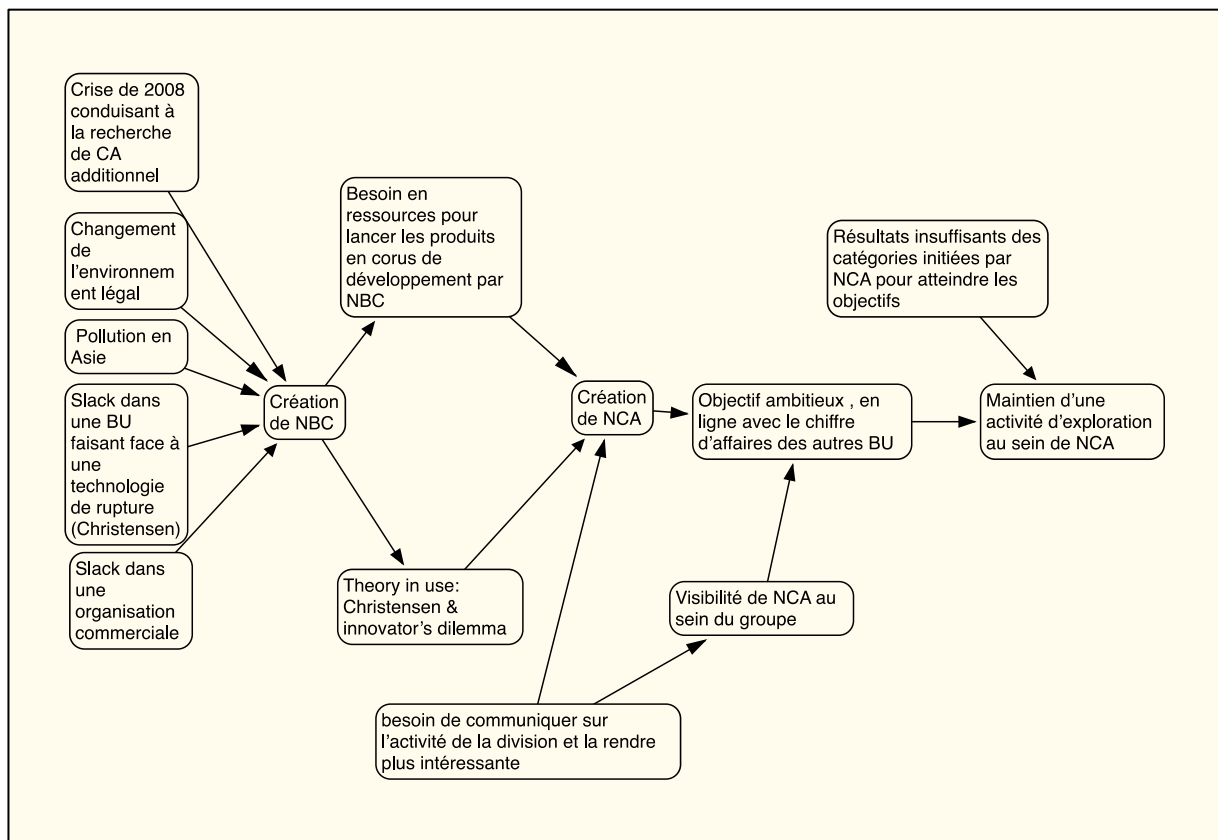 Crise de 2008
conduisant à
la recherche
de CA
additionnel
Changement
de
l'environnem
ent légal
Pollution en
Asie
Slack dans
une BU
faisant face à
une
technologie
de rupture
(Christensen)
Slack dans
une
organisation
commerciale
Création
de NBC
Besoin en
ressources pour
lancer les produits
en corus de
développement par
NBC
Theory in use:
Christensen &
innovator's dilemma
besoin de communiquer sur
l'activité de la division et la rendre
plus intéressante
Création
de NCA
Visibilité de NCA au
sein du groupe
Objectif ambitieux , en
ligne avec le chiffre
d'affaires des autres BU
Résultats insuffisants des
catégories initiées par
NCA pour atteindre les
objectifs
Maintien d'une
activité d'exploration
au sein de NCA